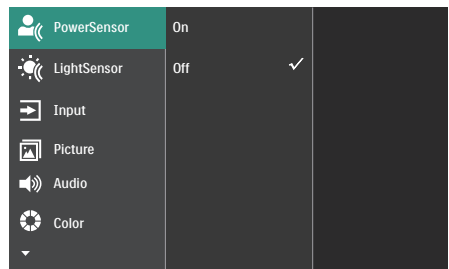 PowerSensor
On
LightSensor
Off
Input
Picture
Audio
Color